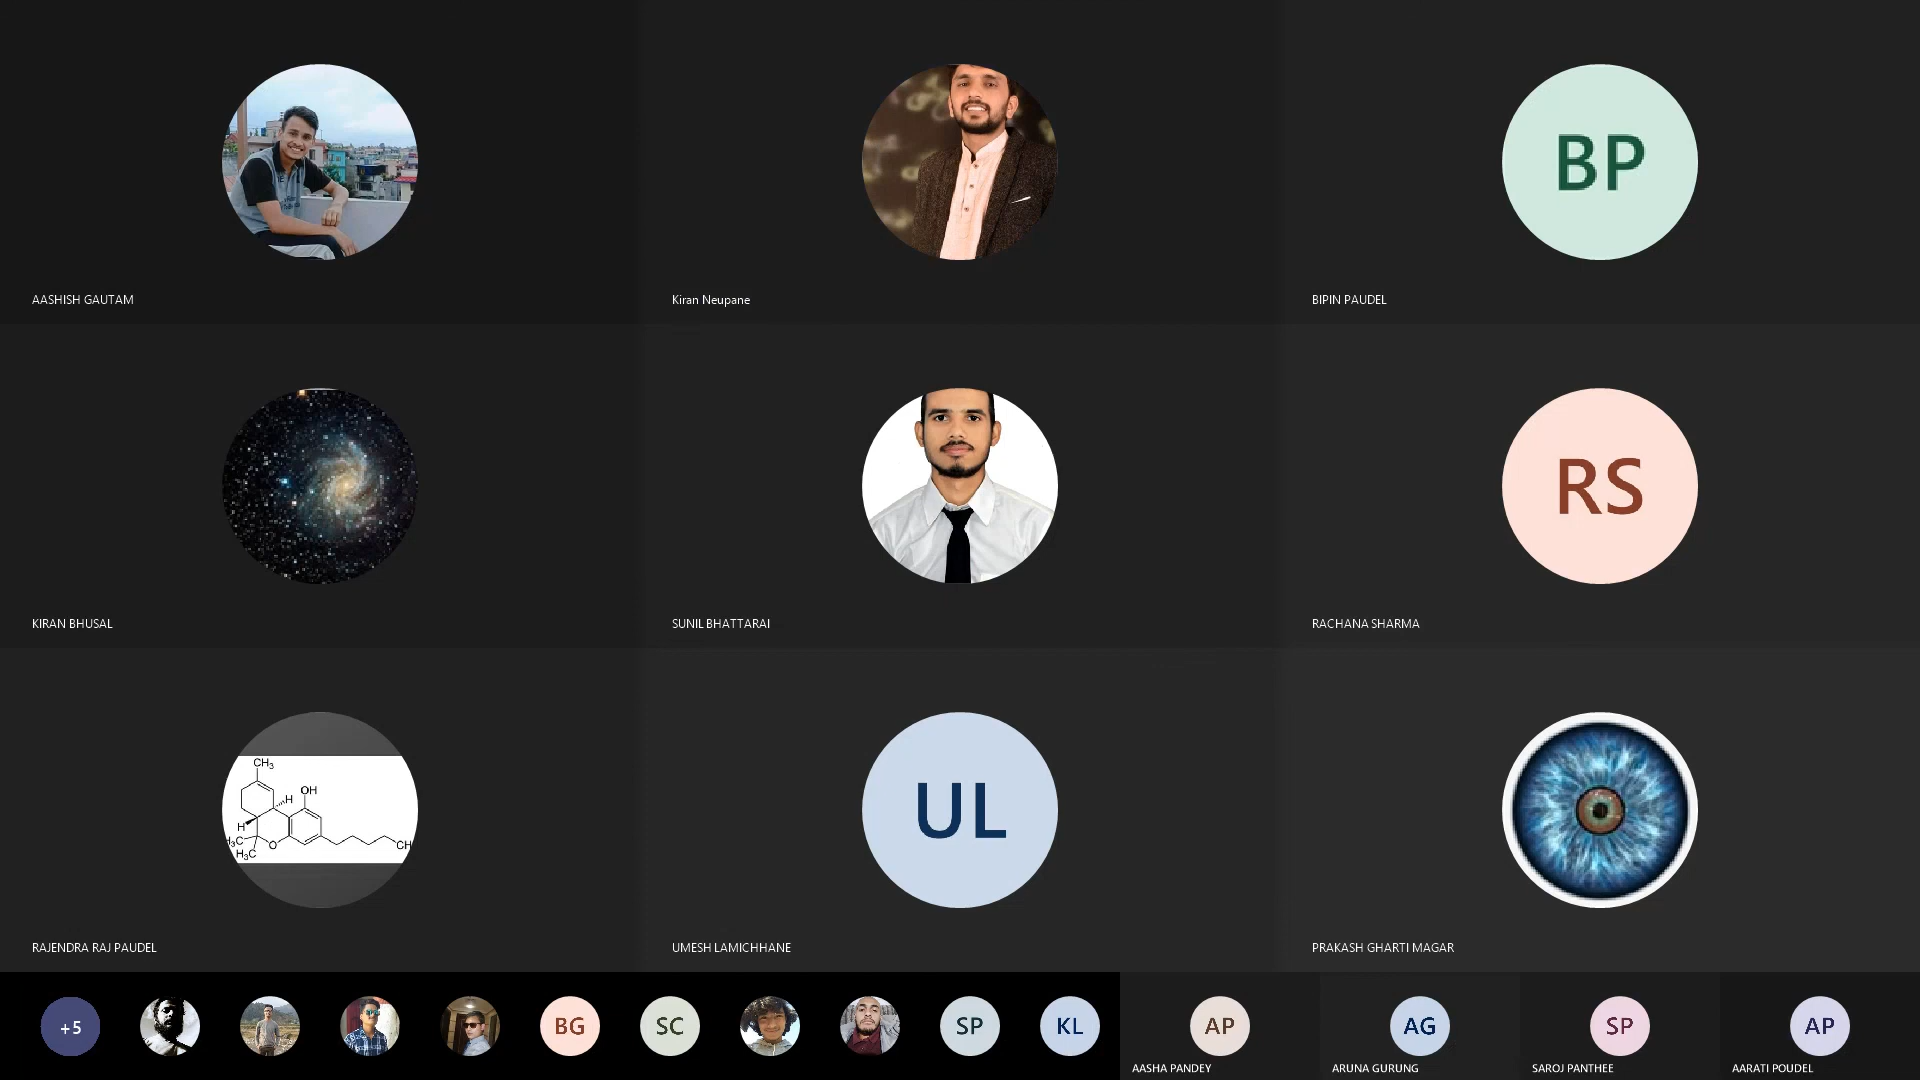 BP
AASHISH GAUTAM
Kiran Neupane
BIPIN PAUDEL
RS
KIRAN BHUSAL
SUNIL BHATTARAI
RACHANA SHARMA
CH₃
OH
H
H
H₃C
O
CH
H₃C
UL
RAJENDRA RAJ PAUDEL
UMESH LAMICHHANE
PRAKASH GHARTI MAGAR
+5
BG
SC
SP
KL
AP
AG
SP
AP
AASHA PANDEY
ARUNA GURUNG
SAROJ PANTHEE
AARATI POUDEL